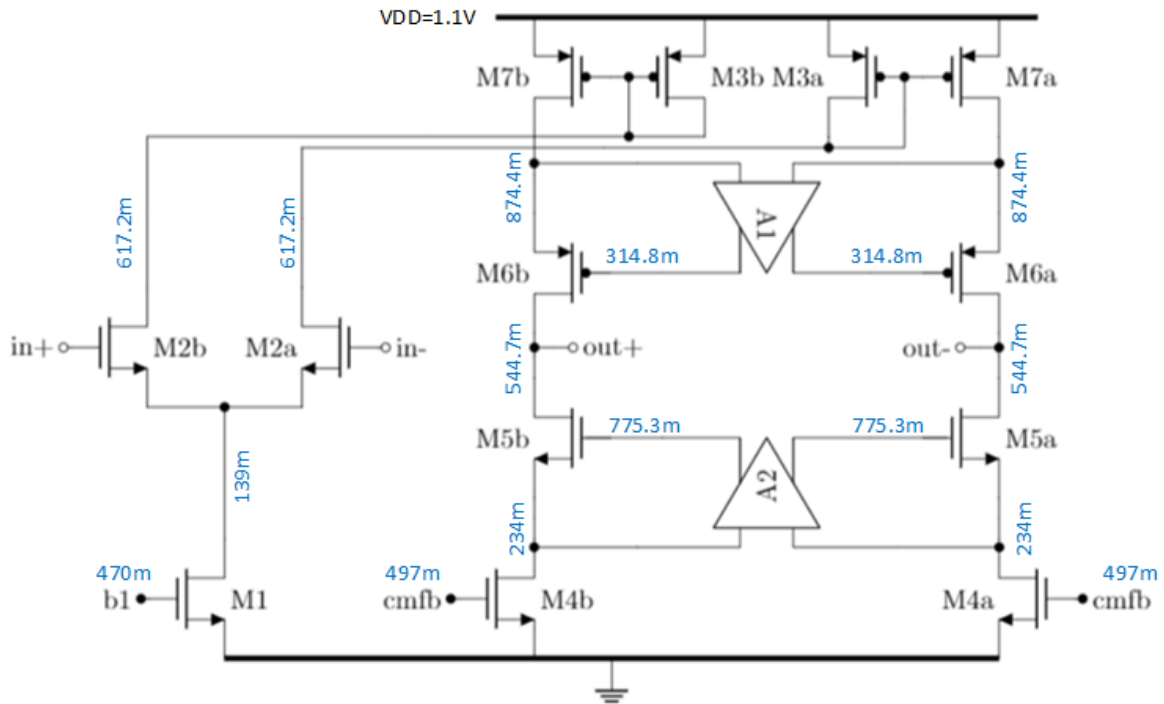 VDD=1.1V
M7b
M3b
M3a
M7a
874.4m
874.4m
617.2m
617.2m
A1
314.8m
314.8m
M6b
M6a
in+
M2b
M2a
in-
544.7m
out+
out-
544.7m
775.3m
775.3m
M5b
M5a
139m
A2
234m
234m
470m
497m
497m
b1
M1
cmfb
M4b
M4a
cmfb